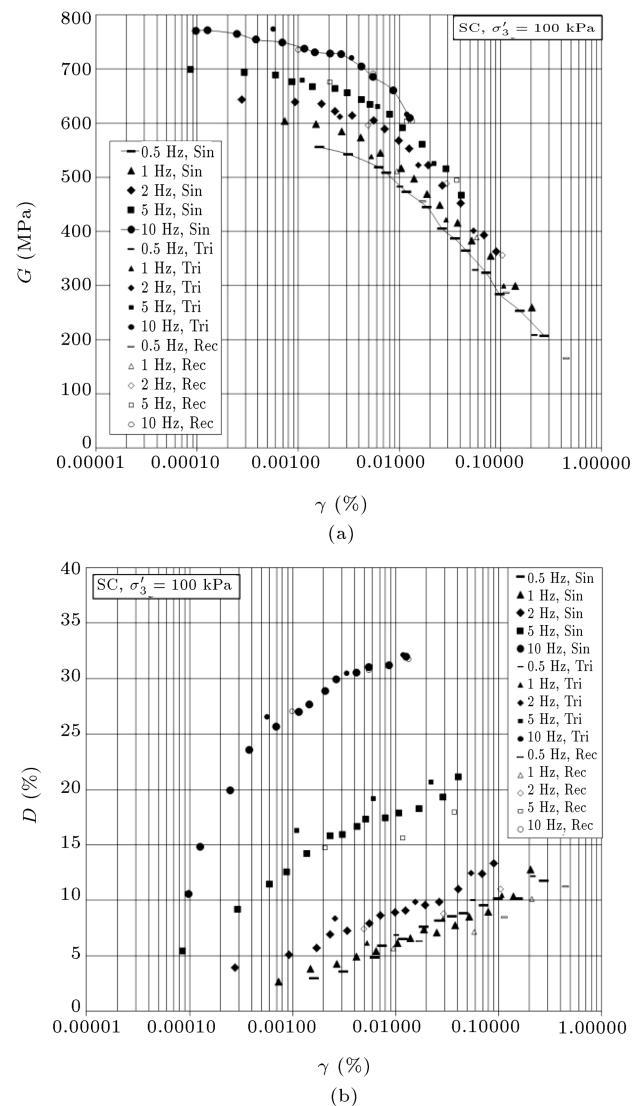 800
700
600
500
400
300
200
100
0
G (MPa)
SC, σ′₃ = 100 kPa
0.5 Hz, Sin
1 Hz, Sin
2 Hz, Sin
5 Hz, Sin
10 Hz, Sin
0.5 Hz, Tri
1 Hz, Tri
2 Hz, Tri
5 Hz, Tri
10 Hz, Tri
0.5 Hz, Rec
1 Hz, Rec
2 Hz, Rec
5 Hz, Rec
10 Hz, Rec
0.00001 0.00010 0.00100 0.01000 0.10000 1.00000
γ (%)
(a)
40
35
30
25
20
15
10
5
0
D (%)
SC, σ′₃ = 100 kPa
0.5 Hz, Sin
1 Hz, Sin
2 Hz, Sin
5 Hz, Sin
10 Hz, Sin
0.5 Hz, Tri
1 Hz, Tri
2 Hz, Tri
5 Hz, Tri
10 Hz, Tri
0.5 Hz, Rec
1 Hz, Rec
2 Hz, Rec
5 Hz, Rec
10 Hz, Rec
0.00001 0.00010 0.00100 0.01000 0.10000 1.00000
γ (%)
(b)